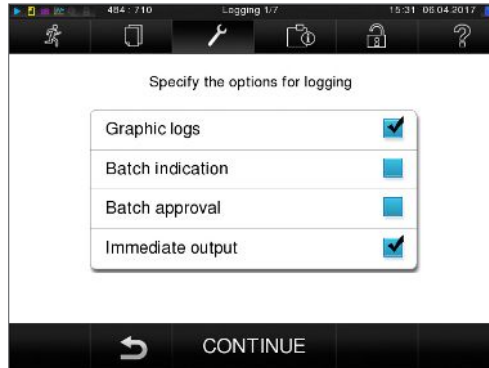 484 : 710 Logging 1/7 15:31 06.04.2017
Specify the options for logging
Graphic logs
Batch indication
Batch approval
Immediate output
CONTINUE